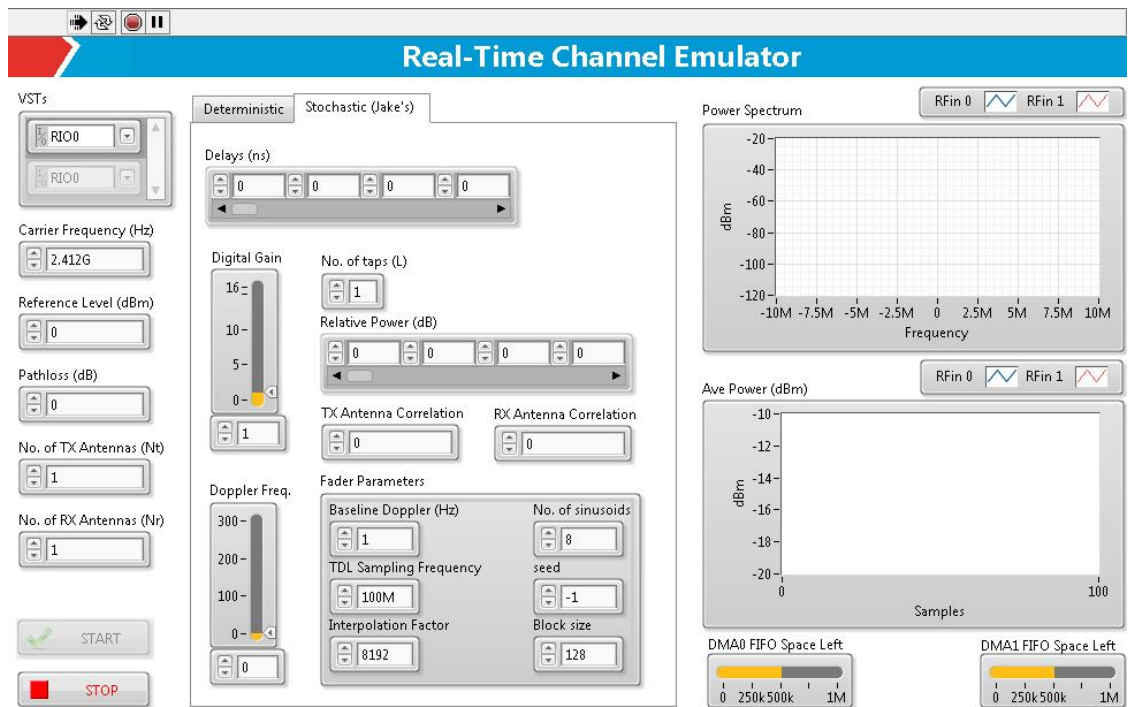 Real-Time Channel Emulator
VSTs
I/O RIO0
I/O RIO0
Carrier Frequency (Hz)
2.412G
Reference Level (dBm)
0
Pathloss (dB)
0
No. of TX Antennas (Nt)
1
No. of RX Antennas (Nr)
1
START
STOP
Deterministic
Stochastic (Jake's)
Delays (ns)
0 0 0 0
Digital Gain
16
10
5
0
1
No. of taps (L)
1
Relative Power (dB)
0 0 0 0
TX Antenna Correlation
0
RX Antenna Correlation
0
Doppler Freq.
300
200
100
0
0
Fader Parameters
Baseline Doppler (Hz)
1
No. of sinusoids
8
TDL Sampling Frequency
100M
seed
-1
Interpolation Factor
8192
Block size
128
Power Spectrum
RFin 0 RFin 1
dBm
-20
-40
-60
-80
-100
-120
-10M -7.5M -5M -2.5M 0 2.5M 5M 7.5M 10M
Frequency
Ave Power (dBm)
RFin 0 RFin 1
dBm
-10
-12
-14
-16
-18
-20
0 100
Samples
DMA0 FIFO Space Left
0 250k 500k 1M
DMA1 FIFO Space Left
0 250k 500k 1M